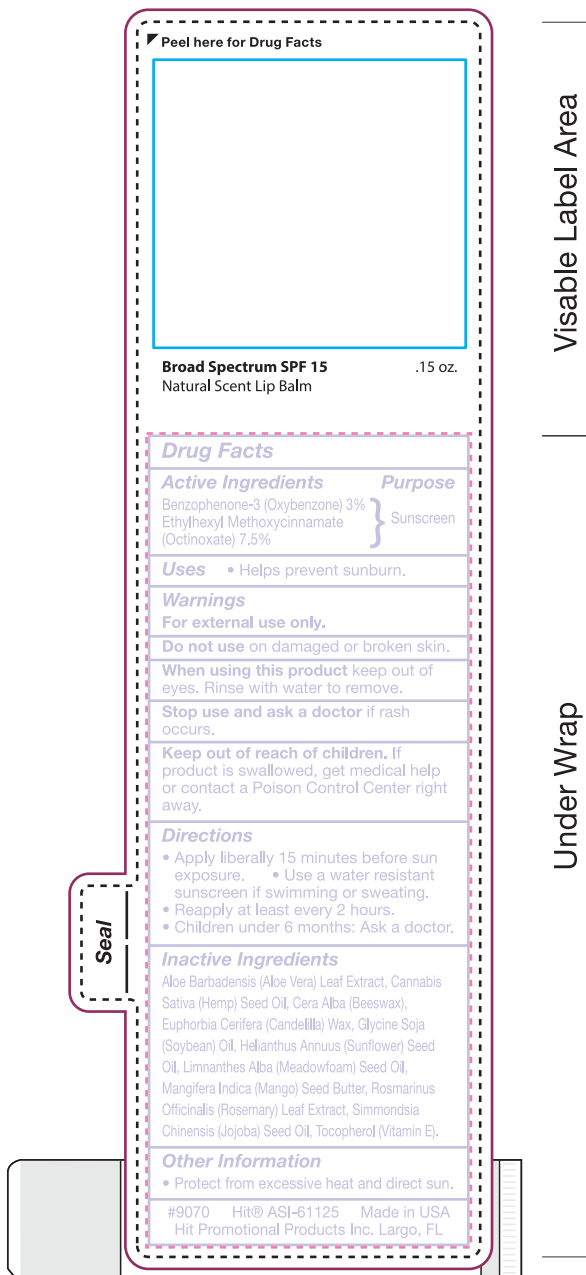 Peel here for Drug Facts
Broad Spectrum SPF 15 .15 oz.
Natural Scent Lip Balm
Drug Facts
Active Ingredients Purpose
Benzophenone-3 (Oxybenzone) 3%
Ethylhexyl Methoxycinnamate
(Octinoxate) 7.5%
} Sunscreen
Uses • Helps prevent sunburn.
Warnings
For external use only.
Do not use on damaged or broken skin.
When using this product keep out of
eyes. Rinse with water to remove.
Stop use and ask a doctor if rash
occurs.
Keep out of reach of children. If
product is swallowed, get medical help
or contact a Poison Control Center right
away.
Directions
• Apply liberally 15 minutes before sun
exposure. • Use a water resistant
sunscreen if swimming or sweating.
• Reapply at least every 2 hours.
• Children under 6 months: Ask a doctor.
Inactive Ingredients
Aloe Barbadensis (Aloe Vera) Leaf Extract, Cannabis
Sativa (Hemp) Seed Oil, Cera Alba (Beeswax),
Euphorbia Cerifera (Candelilla) Wax, Glycine Soja
(Soybean) Oil, Helianthus Annuus (Sunflower) Seed
Oil, Limnanthes Alba (Meadowfoam) Seed Oil,
Mangifera Indica (Mango) Seed Butter, Rosmarinus
Officinalis (Rosemary) Leaf Extract, Simmondsia
Chinensis (Jojoba) Seed Oil, Tocopherol (Vitamin E).
Other Information
• Protect from excessive heat and direct sun.
#9070 Hit® ASI-61125 Made in USA
Hit Promotional Products Inc. Largo, FL
Seal
Visable Label Area
Under Wrap